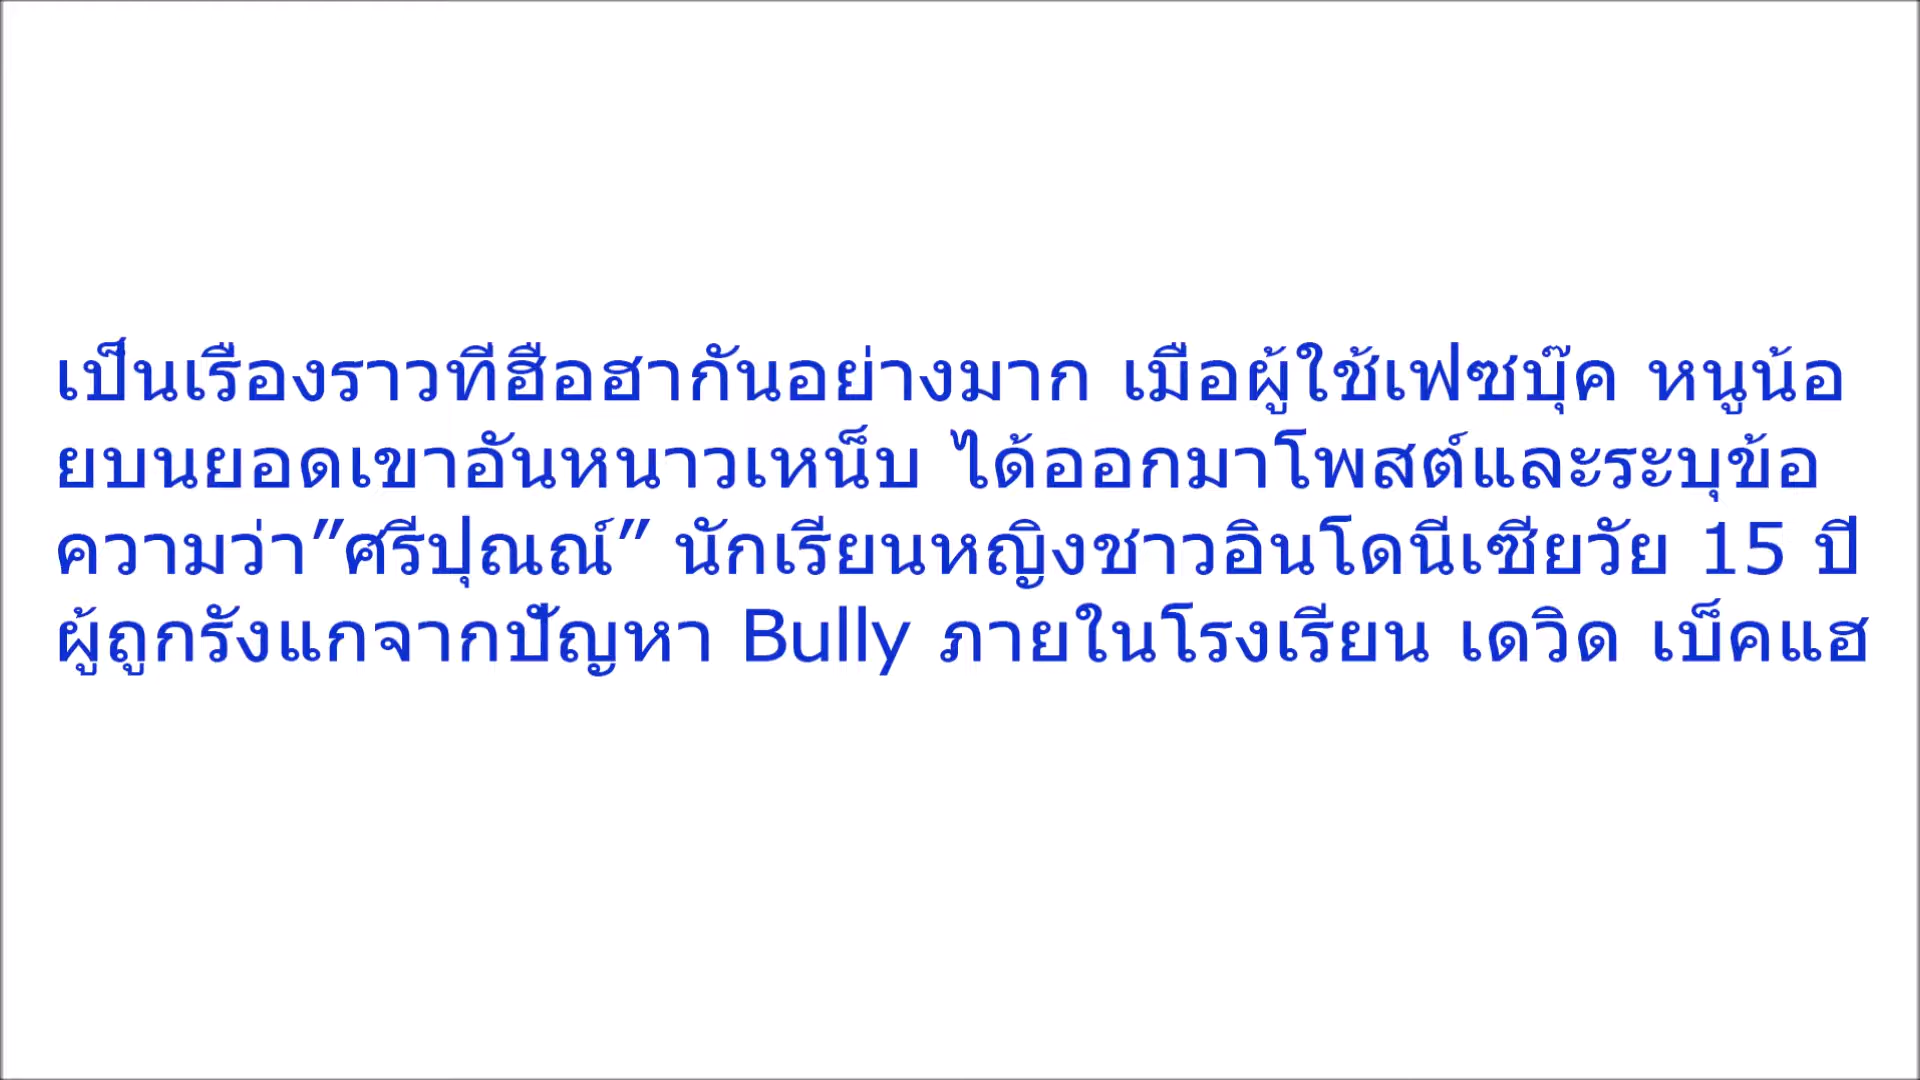 เป็นเรื่องราวที่ฮือฮากันอย่างมาก เมื่อผู้ใช้เฟซบุ๊ค หนูน้อ
ยบนยอดเขาอันหนาวเหน็บ ได้ออกมาโพสต์และระบุข้อ
ความว่า”ศรีปุณณ์” นักเรียนหญิงชาวอินโดนีเซียวัย 15 ปี
ผู้ถูกรังแกจากปัญหา Bully ภายในโรงเรียน เดวิด เบ็คแฮ